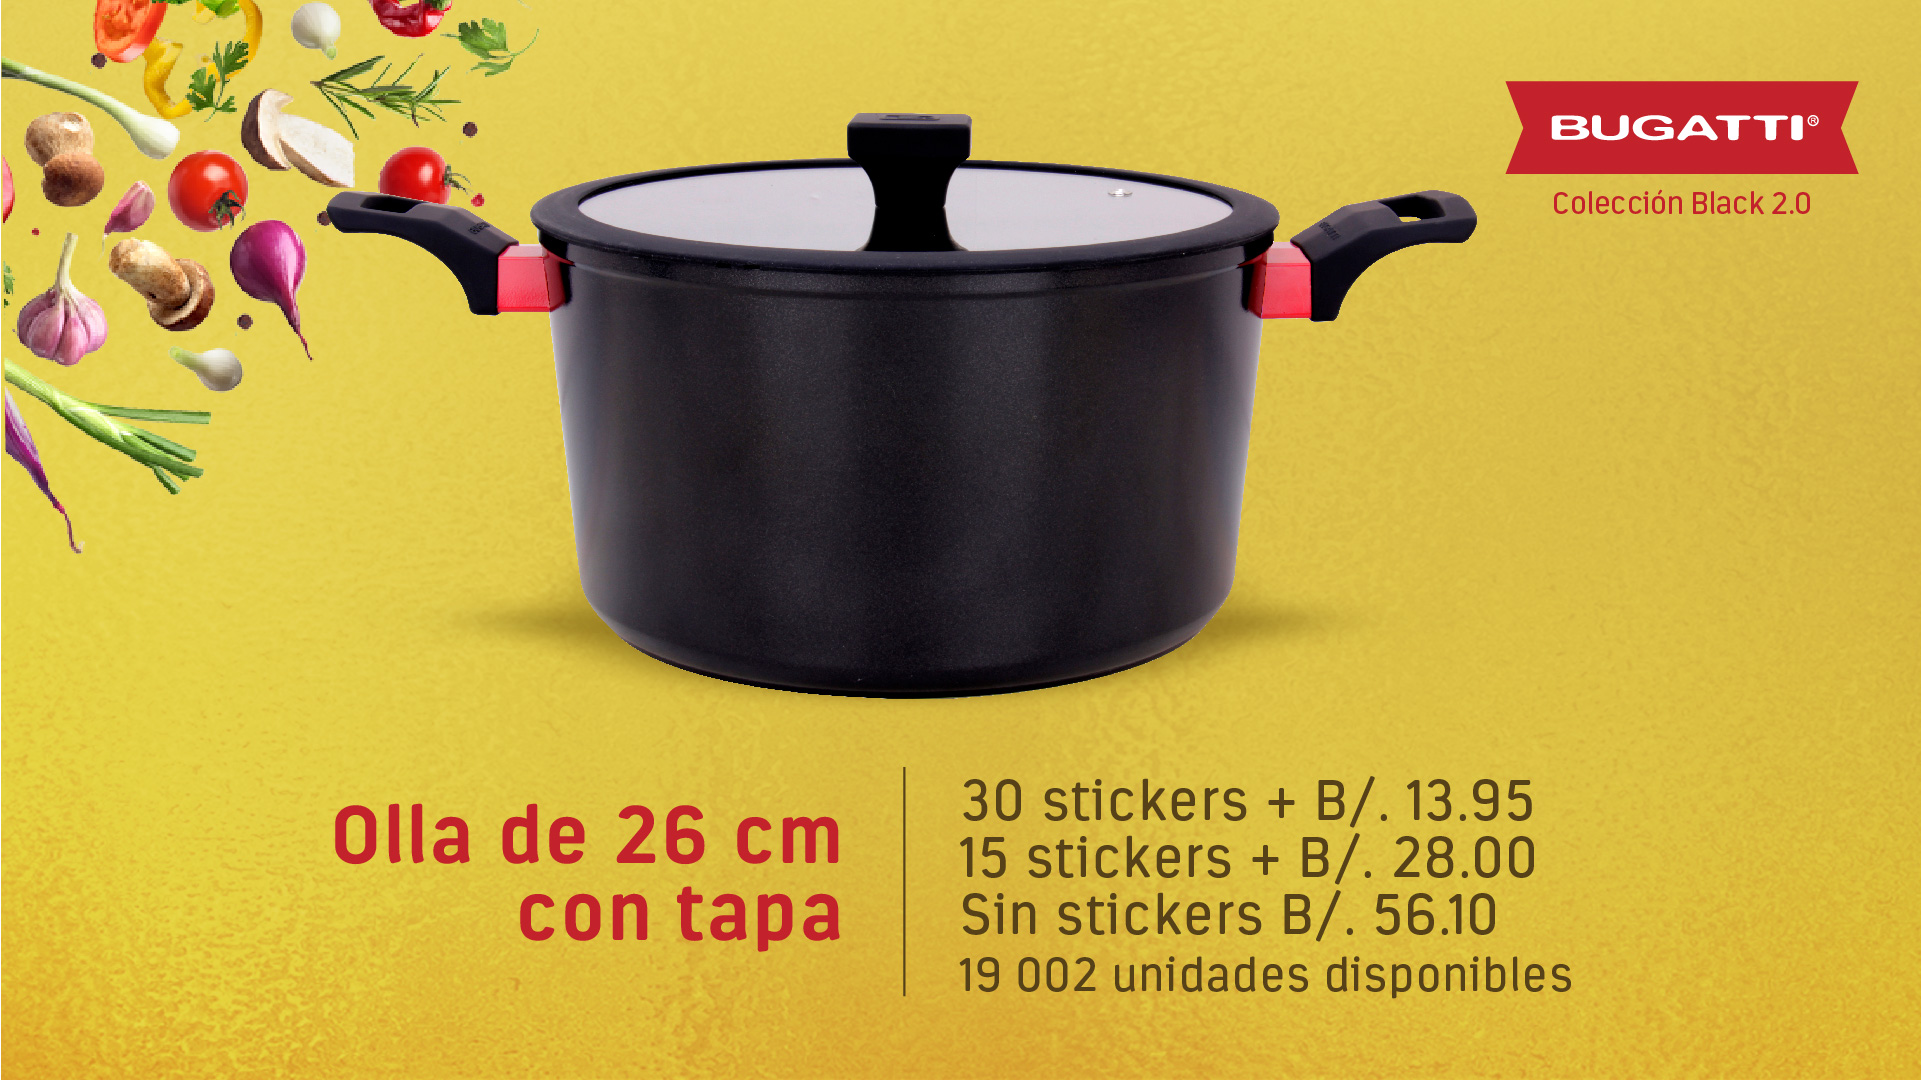 BUGATTI®
Colección Black 2.0
Olla de 26 cm
con tapa
30 stickers + B/. 13.95
15 stickers + B/. 28.00
Sin stickers B/. 56.10
19 002 unidades disponibles